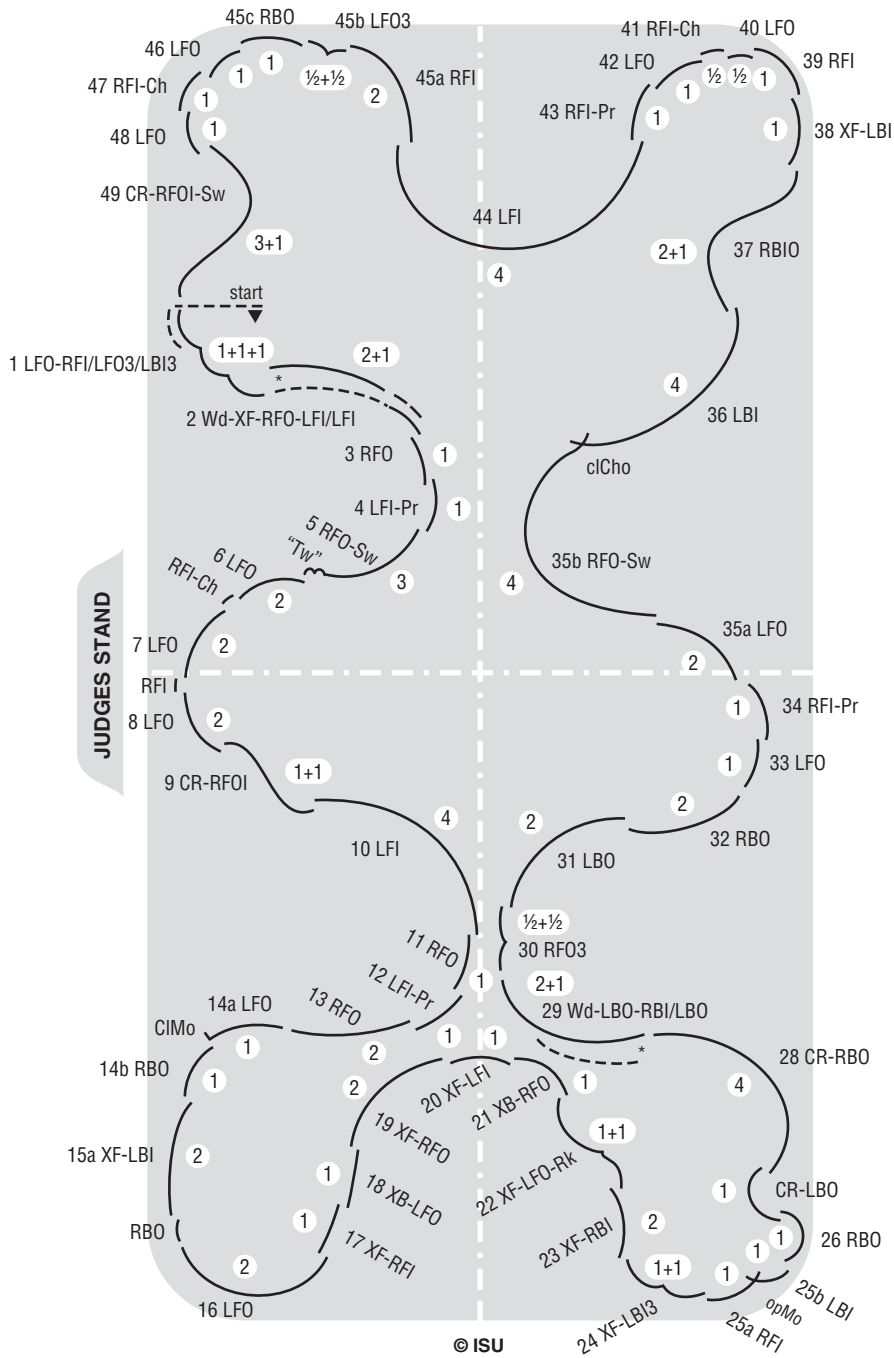 45c RBO
45b LFO3
46 LFO
47 RFI-Ch
48 LFO
49 CR-RFOI-Sw
1
1
1
1
1
½+½
2
45a RFI
41 RFI-Ch
40 LFO
42 LFO
39 RFI
43 RFI-Pr
38 XF-LBI
1
1
½
½
1
1
44 LFI
4
2+1
37 RBIO
3+1
start
1+1+1
2+1
1 LFO-RFI/LFO3/LBI3
*
2 Wd-XF-RFO-LFI/LFI
4
36 LBI
clCho
3 RFO
1
4 LFI-Pr
1
5 RFO-Sw
"Tw"
3
6 LFO
RFI-Ch
2
35b RFO-Sw
4
7 LFO
2
35a LFO
2
JUDGES STAND
RFI
8 LFO
2
34 RFI-Pr
1
33 LFO
1
9 CR-RFOI
1+1
10 LFI
4
2
31 LBO
2
32 RBO
11 RFO
12 LFI-Pr
1
½+½
30 RFO3
2+1
29 Wd-LBO-RBI/LBO
*
14a LFO
13 RFO
ClMo
1
2
1
1
28 CR-RBO
4
14b RBO
1
2
20 XF-LFI
21 XB-RFO
1
15a XF-LBI
2
19 XF-RFO
18 XB-LFO
17 XF-RFI
1
1
22 XF-LFO-Rk
1+1
CR-LBO
1
RBO
2
16 LFO
23 XF-RBI
2
1+1
24 XF-LBI3
1
1
1
26 RBO
25b LBI
opMo
25a RFI
© ISU